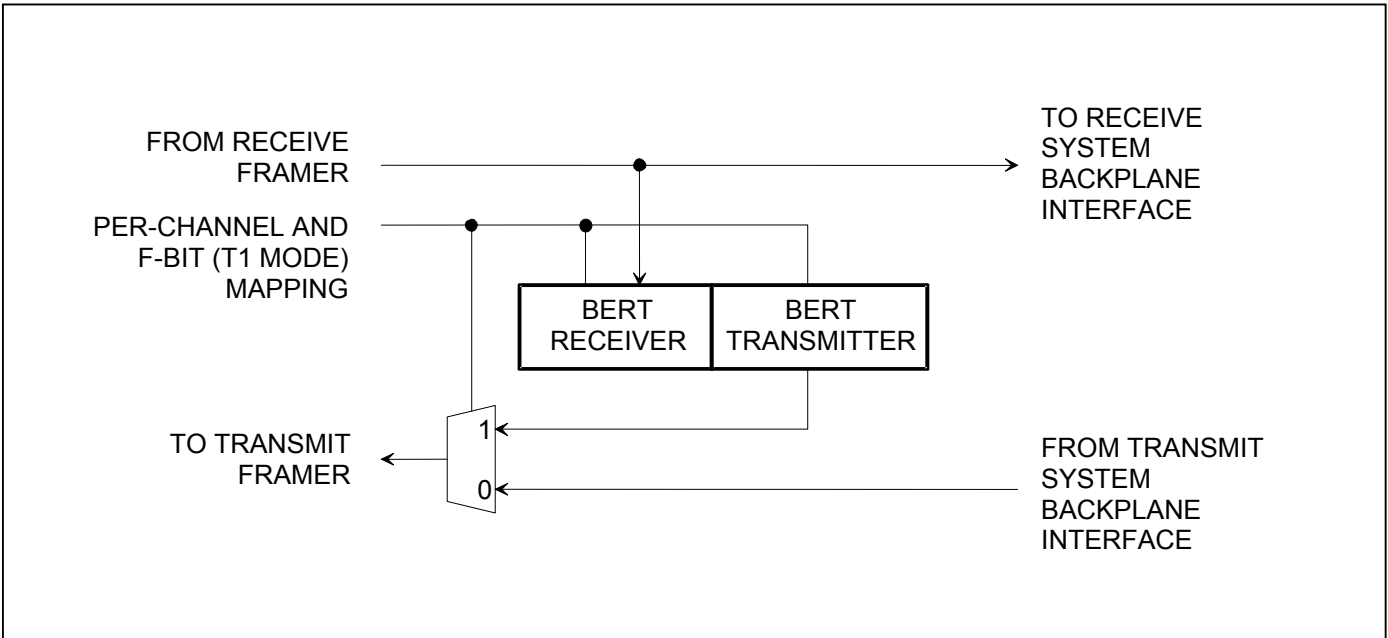 FROM RECEIVE
FRAMER
TO RECEIVE
SYSTEM
BACKPLANE
INTERFACE
PER-CHANNEL AND
F-BIT (T1 MODE)
MAPPING
BERT
RECEIVER
BERT
TRANSMITTER
1
0
TO TRANSMIT
FRAMER
FROM TRANSMIT
SYSTEM
BACKPLANE
INTERFACE